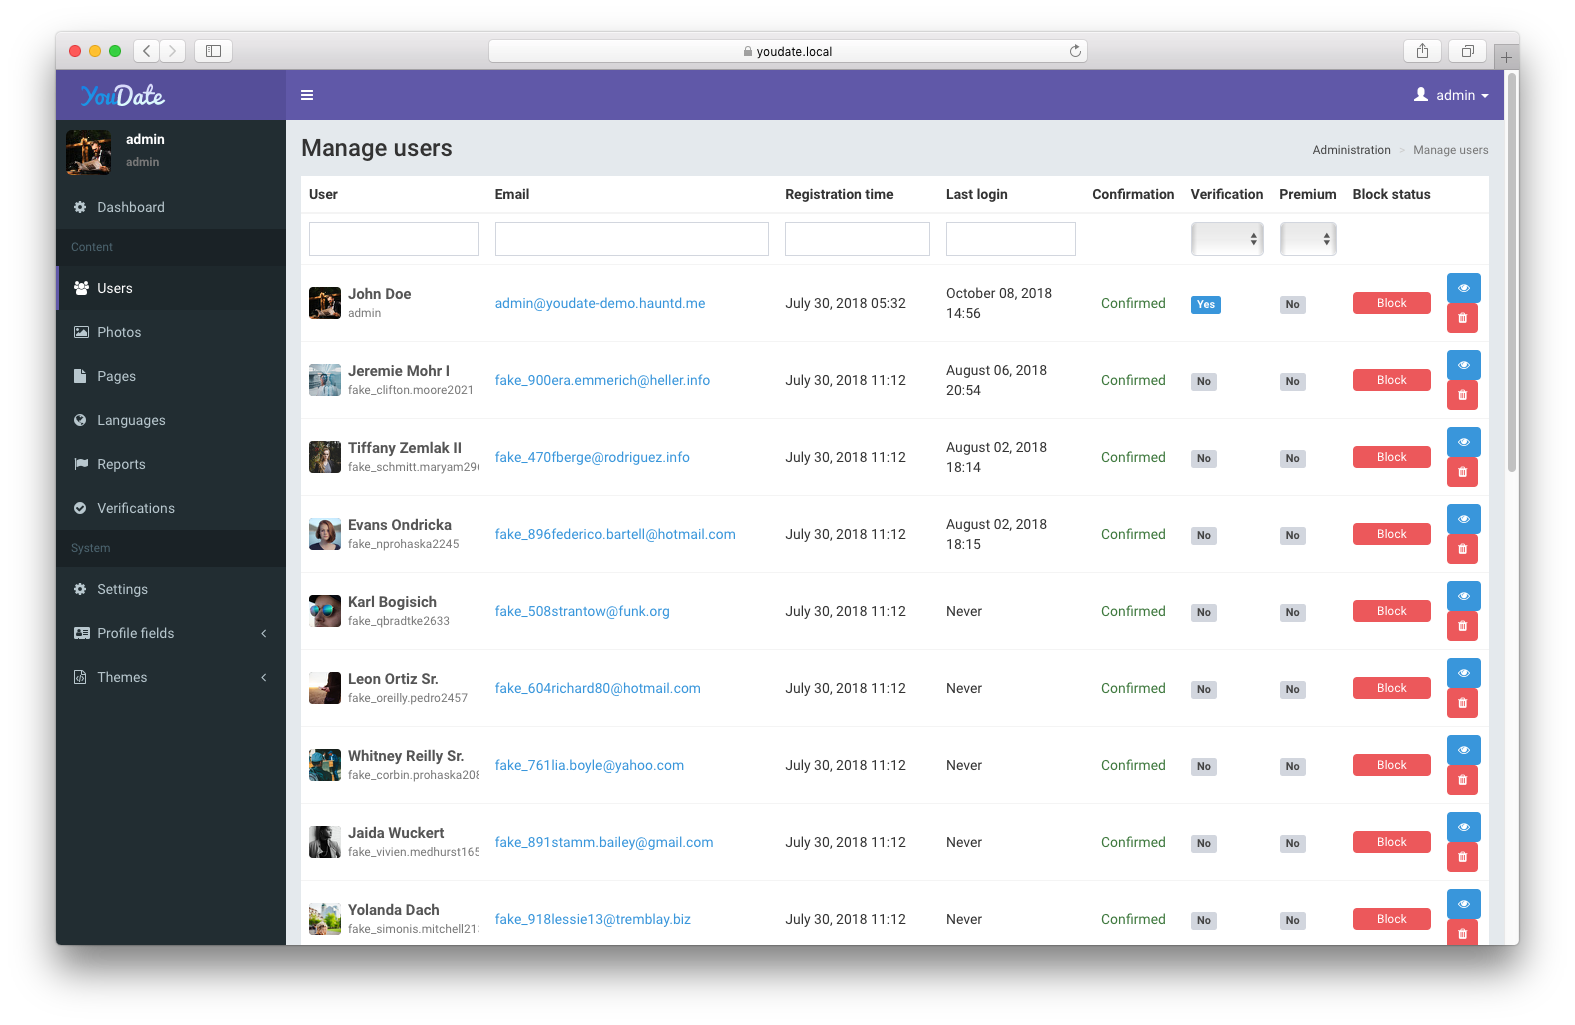 youdate.local
YouDate
admin
admin
admin
Dashboard
Content
Users
Photos
Pages
Languages
Reports
Verifications
System
Settings
Profile fields
Themes
Manage users
Administration > Manage users
User Email Registration time Last login Confirmation Verification Premium Block status
John Doe
admin
admin@youdate-demo.hauntd.me
July 30, 2018 05:32
October 08, 2018
14:56
Confirmed
Yes
No
Block
Jeremie Mohr I
fake_clifton.moore2021
fake_900era.emmerich@heller.info
July 30, 2018 11:12
August 06, 2018
20:54
Confirmed
No
No
Block
Tiffany Zemlak II
fake_schmitt.maryam29
fake_470fberge@rodriguez.info
July 30, 2018 11:12
August 02, 2018
18:14
Confirmed
No
No
Block
Evans Ondricka
fake_nprohaska2245
fake_896federico.bartell@hotmail.com
July 30, 2018 11:12
August 02, 2018
18:15
Confirmed
No
No
Block
Karl Bogisich
fake_qbradtke2633
fake_508strantow@funk.org
July 30, 2018 11:12
Never
Confirmed
No
No
Block
Leon Ortiz Sr.
fake_oreilly.pedro2457
fake_604richard80@hotmail.com
July 30, 2018 11:12
Never
Confirmed
No
No
Block
Whitney Reilly Sr.
fake_corbin.prohaska208
fake_761lia.boyle@yahoo.com
July 30, 2018 11:12
Never
Confirmed
No
No
Block
Jaida Wuckert
fake_vivien.medhurst165
fake_891stamm.bailey@gmail.com
July 30, 2018 11:12
Never
Confirmed
No
No
Block
Yolanda Dach
fake_simonis.mitchell21
fake_918lessie13@tremblay.biz
July 30, 2018 11:12
Never
Confirmed
No
No
Block